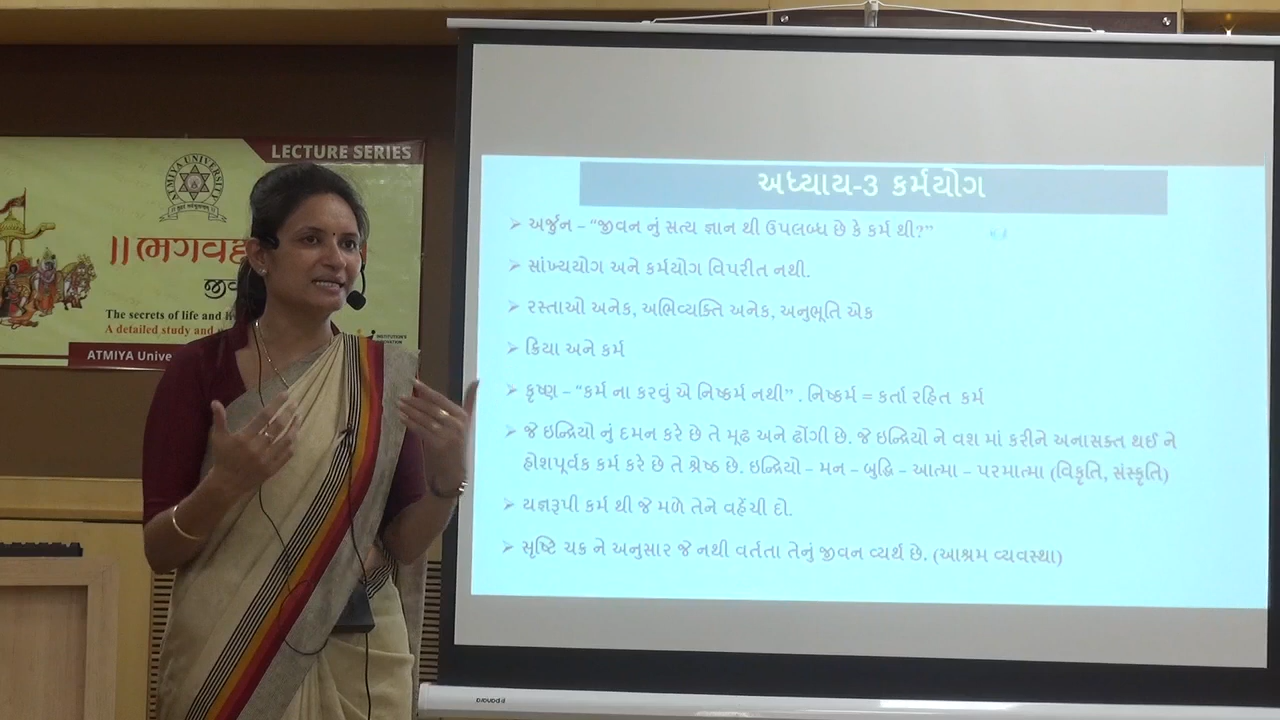 LECTURE SERIES
ATMIYA UNIVERSITY
॥ ભગવદ્
The secrets of life and
A detailed study and
ATMIYA Unive
અધ્યાય-૩ કર્મયોગ
➢ અર્જુન – “જીવન નું સત્ય જ્ઞાન થી ઉપલબ્ધ છે કે કર્મ થી?”
➢ સાંખ્યયોગ અને કર્મયોગ વિપરીત નથી.
➢ રસ્તાઓ અનેક, અભિવ્યક્તિ અનેક, અનુભૂતિ એક
➢ ક્રિયા અને કર્મ
➢ કૃષ્ણ – “કર્મ ના કરવું એ નિષ્કર્મ નથી” . નિષ્કર્મ = કર્તા રહિત કર્મ
➢ જે ઇન્દ્રિયો નું દમન કરે છે તે મૂઢ અને ઢોંગી છે. જે ઇન્દ્રિયો ને વશ માં કરીને અનાસક્ત થઈ ને
હોશપૂર્વક કર્મ કરે છે તે શ્રેષ્ઠ છે. ઇન્દ્રિયો – મન – બુદ્ધિ – આત્મા – પરમાત્મા (વિકૃતિ, સંસ્કૃતિ)
➢ યજ્ઞરૂપી કર્મ થી જે મળે તેને વહેંચી દો.
➢ સૃષ્ટિ ચક્ર ને અનુસાર જે નથી વર્તતા તેનું જીવન વ્યર્થ છે. (આશ્રમ વ્યવસ્થા)